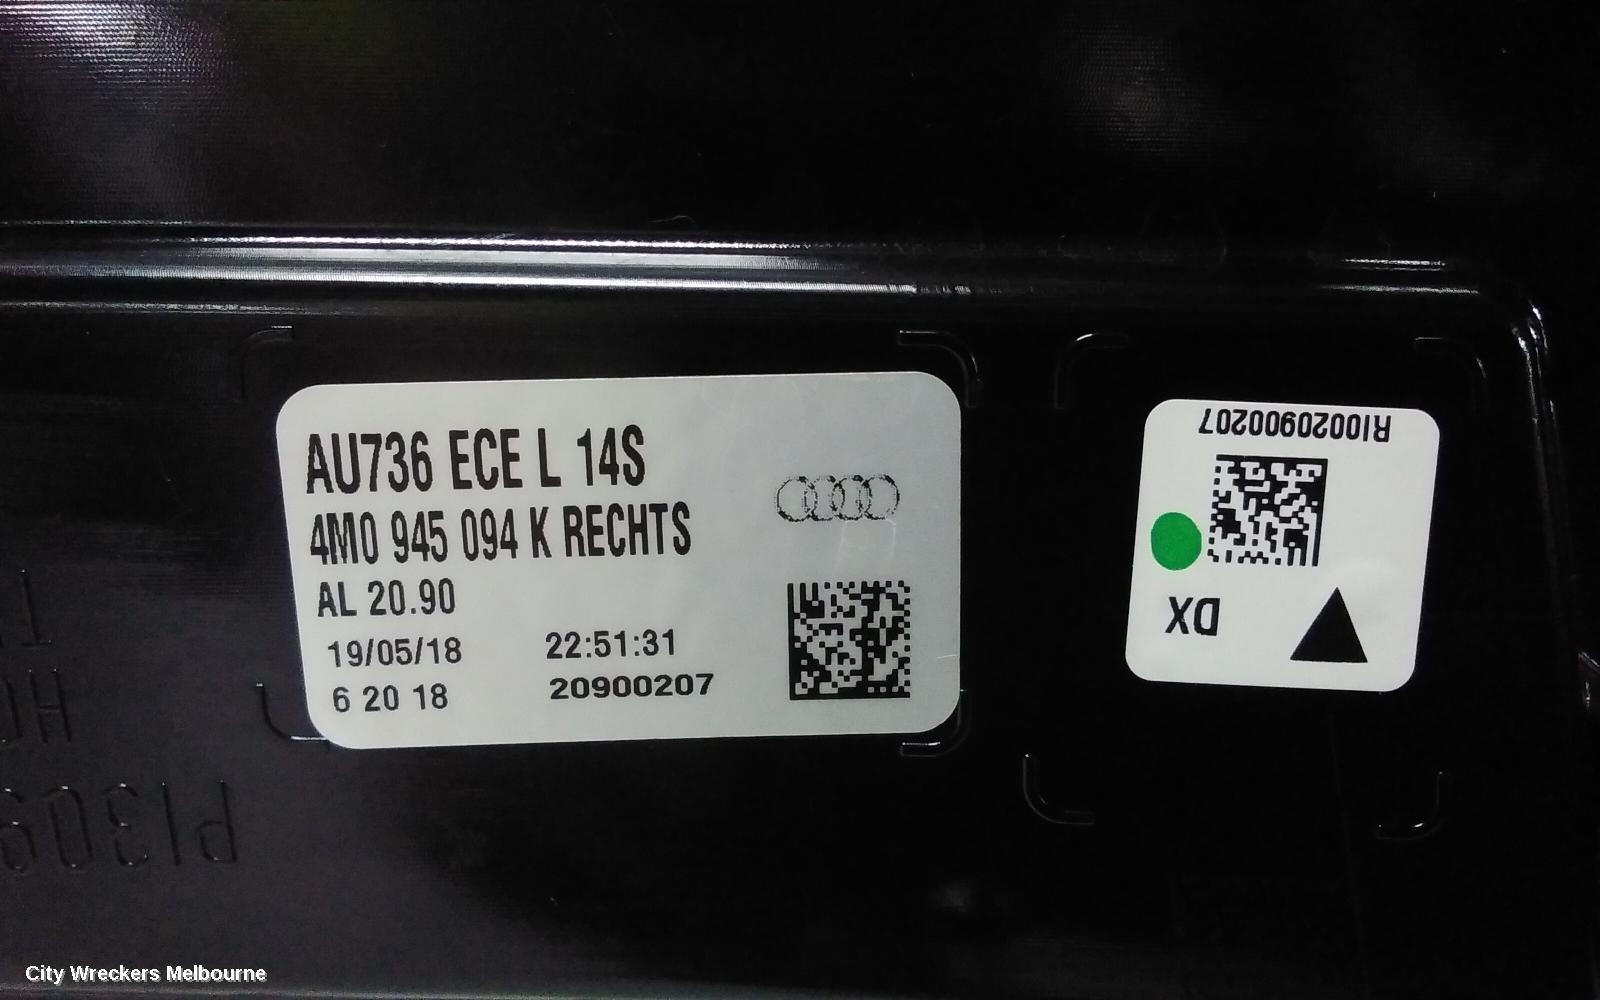 AU736 ECE L 14S
4M0 945 094 K RECHTS
AL 20.90
19/05/18 22:51:31
6 20 18 20900207
RI0020900207
DX
City Wreckers Melbourne